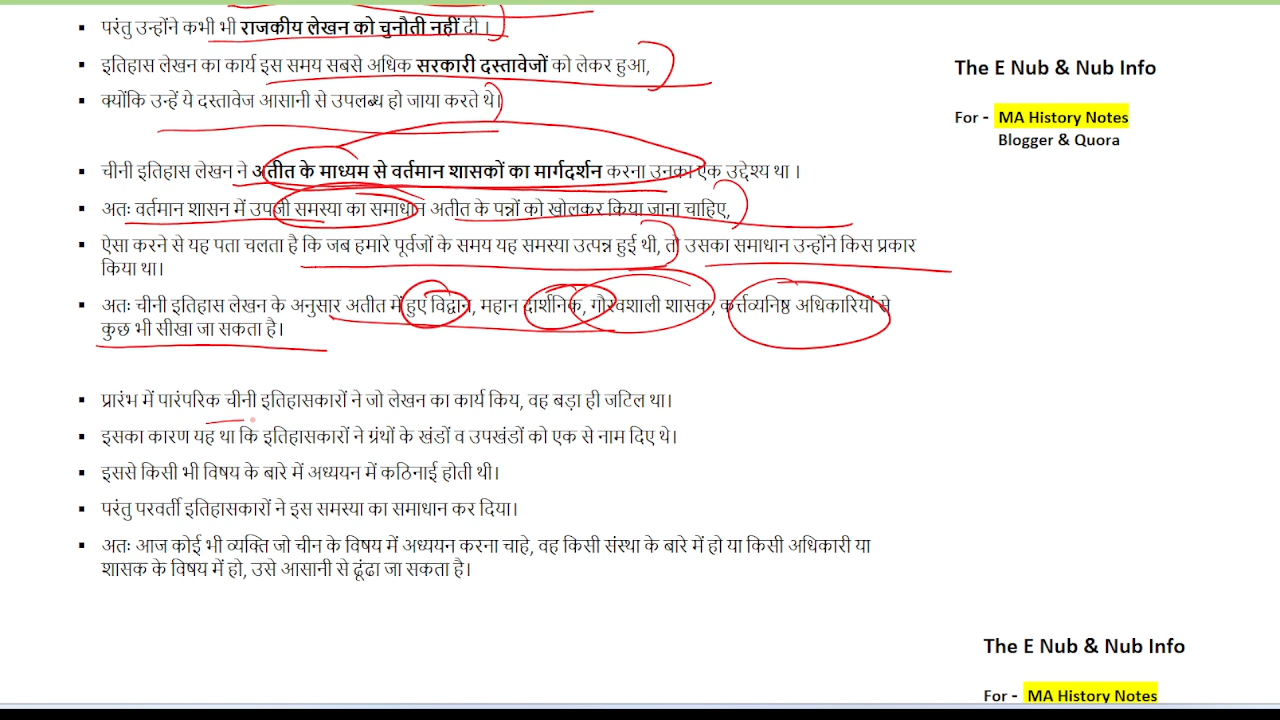 परंतु उन्होंने कभी भी राजकीय लेखन को चुनौती नहीं दी ।
इतिहास लेखन का कार्य इस समय सबसे अधिक सरकारी दस्तावेजों को लेकर हुआ,
The E Nub & Nub Info
क्योंकि उन्हें ये दस्तावेज आसानी से उपलब्ध हो जाया करते थे।
For - MA History Notes
Blogger & Quora
चीनी इतिहास लेखन ने अतीत के माध्यम से वर्तमान शासकों का मार्गदर्शन करना उनका एक उद्देश्य था ।
अतः वर्तमान शासन में उपजी समस्या का समाधान अतीत के पन्नों को खोलकर किया जाना चाहिए,
ऐसा करने से यह पता चलता है कि जब हमारे पूर्वजों के समय यह समस्या उत्पन्न हुई थी, तो उसका समाधान उन्होंने किस प्रकार
किया था।
अतः चीनी इतिहास लेखन के अनुसार अतीत में हुए विद्वान, महान दार्शनिक, गौरवशाली शासक, कर्त्तव्यनिष्ठ अधिकारियों से
कुछ भी सीखा जा सकता है।
प्रारंभ में पारंपरिक चीनी इतिहासकारों ने जो लेखन का कार्य किय, वह बड़ा ही जटिल था।
इसका कारण यह था कि इतिहासकारों ने ग्रंथों के खंडों व उपखंडों को एक से नाम दिए थे।
इससे किसी भी विषय के बारे में अध्ययन में कठिनाई होती थी।
परंतु परवर्ती इतिहासकारों ने इस समस्या का समाधान कर दिया।
अतः आज कोई भी व्यक्ति जो चीन के विषय में अध्ययन करना चाहे, वह किसी संस्था के बारे में हो या किसी अधिकारी या
शासक के विषय में हो, उसे आसानी से ढूंढा जा सकता है।
The E Nub & Nub Info
For - MA History Notes